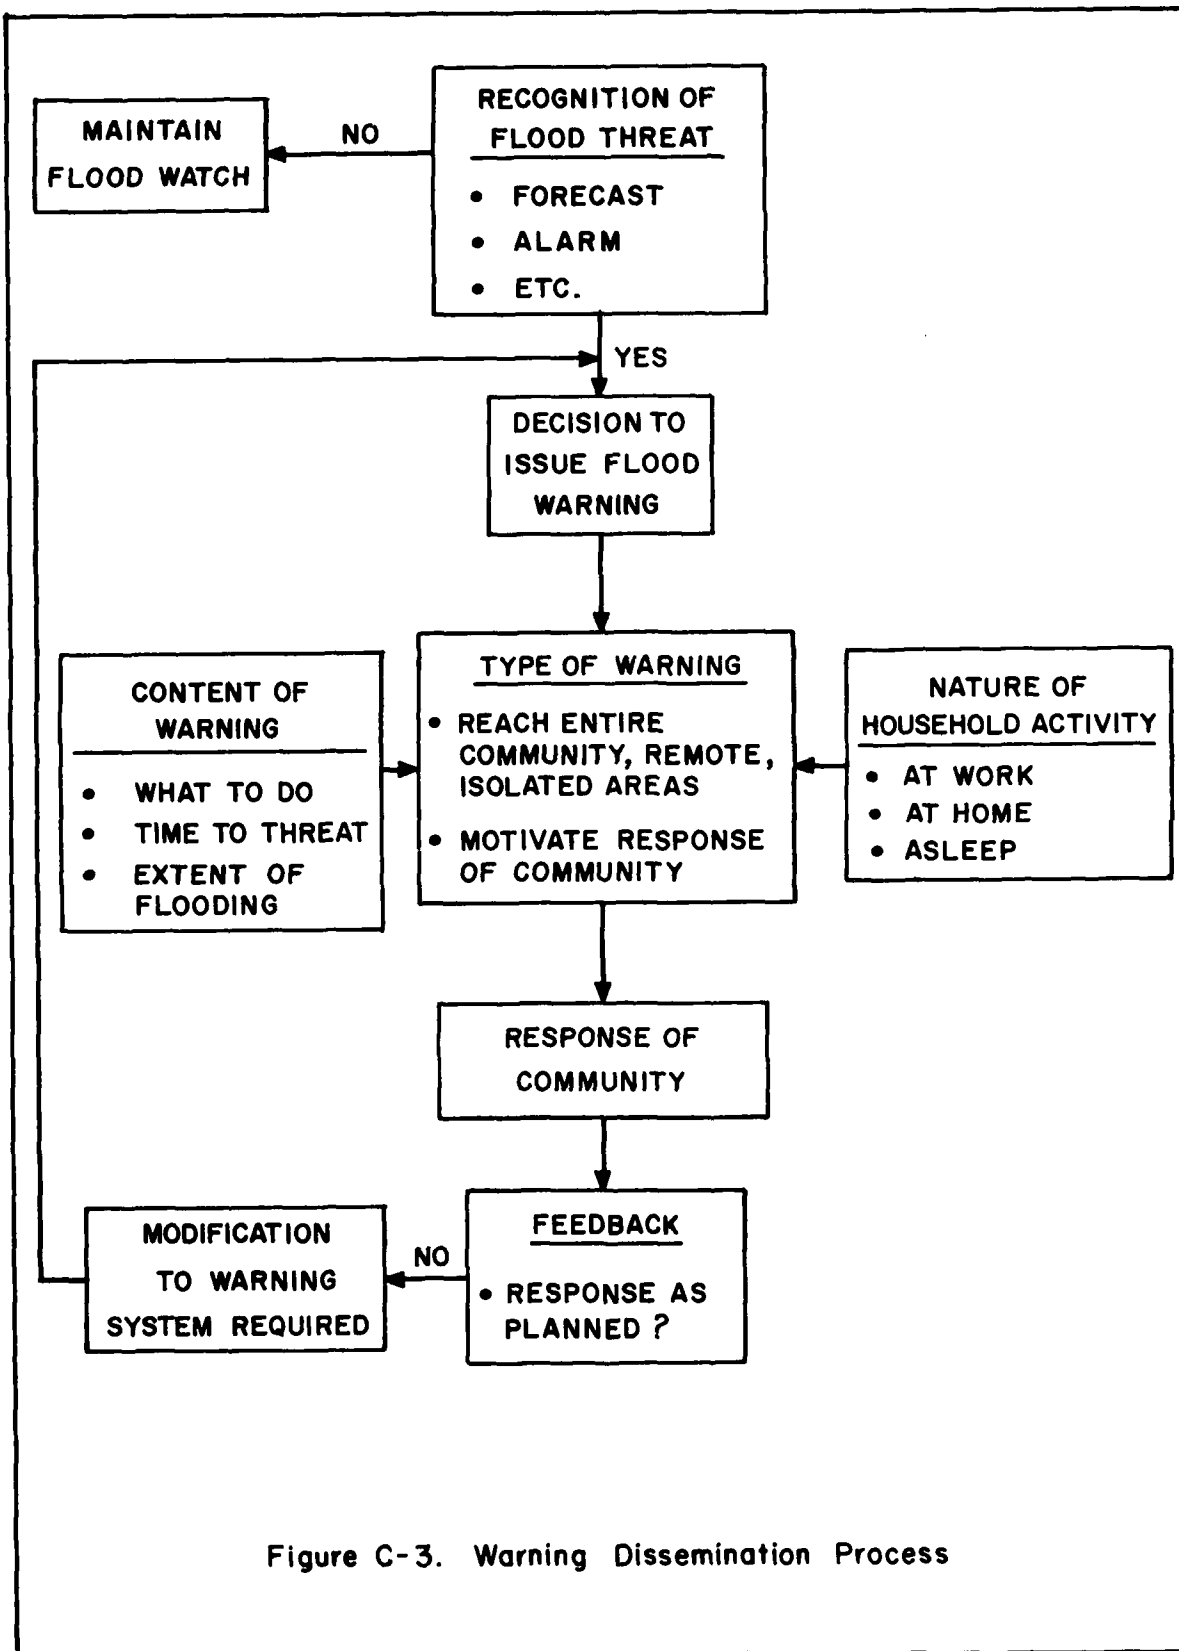 RECOGNITION OF
FLOOD THREAT
• FORECAST
• ALARM
• ETC.
NO
MAINTAIN
FLOOD WATCH
YES
DECISION TO
ISSUE FLOOD
WARNING
CONTENT OF
WARNING
• WHAT TO DO
• TIME TO THREAT
• EXTENT OF
FLOODING
TYPE OF WARNING
• REACH ENTIRE
COMMUNITY, REMOTE,
ISOLATED AREAS
• MOTIVATE RESPONSE
OF COMMUNITY
NATURE OF
HOUSEHOLD ACTIVITY
• AT WORK
• AT HOME
• ASLEEP
RESPONSE OF
COMMUNITY
FEEDBACK
• RESPONSE AS
PLANNED ?
NO
MODIFICATION
TO WARNING
SYSTEM REQUIRED
Figure C-3. Warning Dissemination Process